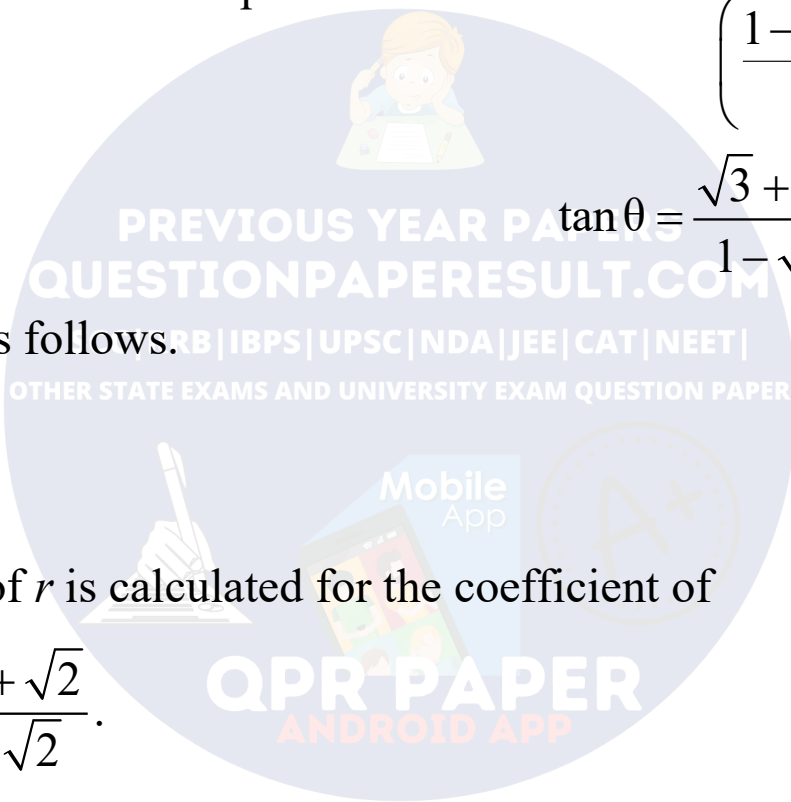 (1−
tan θ = √3 +
1− √
s follows.
PREVIOUS YEAR PAPERS
QUESTIONPAPERESULT.COM
RB|IBPS|UPSC|NDA|JEE|CAT|NEET|
OTHER STATE EXAMS AND UNIVERSITY EXAM QUESTION PAPER
Mobile
App
A+
of r is calculated for the coefficient of
+ √2
√2 .
QPR PAPER
ANDROID APP